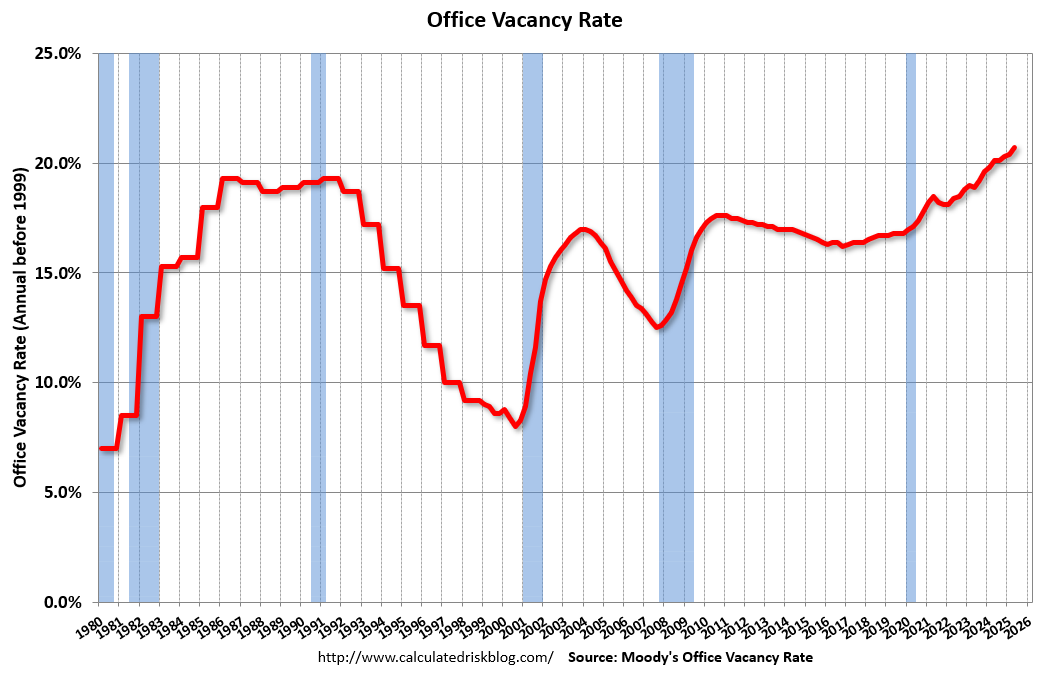 Office Vacancy Rate
Office Vacancy Rate (Annual before 1999)
25.0%
20.0%
15.0%
10.0%
5.0%
0.0%
1980 1981 1982 1983 1984 1985 1986 1987 1988 1989 1990 1991 1992 1993 1994 1995 1996 1997 1998 1999 2000 2001 2002 2003 2004 2005 2006 2007 2008 2009 2010 2011 2012 2013 2014 2015 2016 2017 2018 2019 2020 2021 2022 2023 2024 2025 2026
http://www.calculatedriskblog.com/ Source: Moody's Office Vacancy Rate